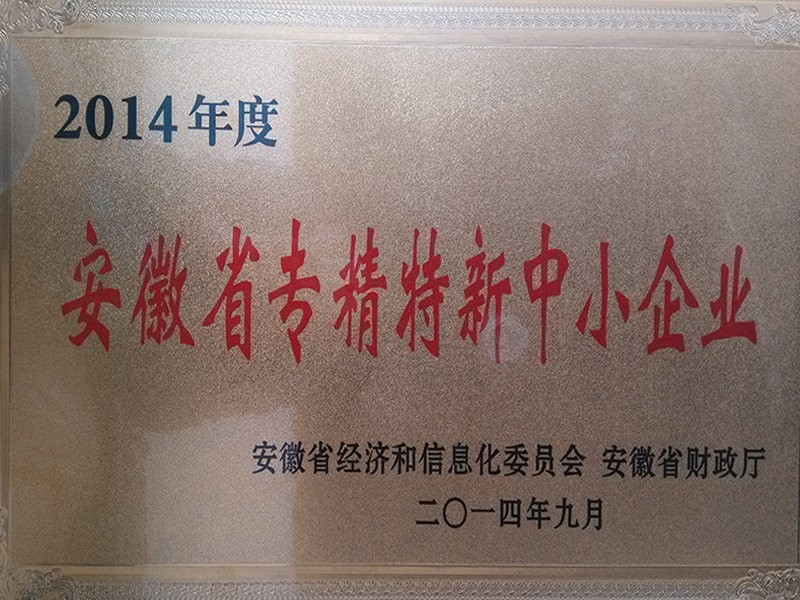 2014年度
安徽省专精特新中小企业
安徽省经济和信息化委员会 安徽省财政厅
二〇一四年九月